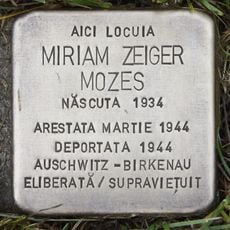 AICI LOCUIA
MIRIAM ZEIGER
MOZES
NĂSCUTA 1934
ARESTATA MARTIE 1944
DEPORTATA 1944
AUSCHWITZ-BIRKENAU
ELIBERATĂ/SUPRAVIEȚUIT